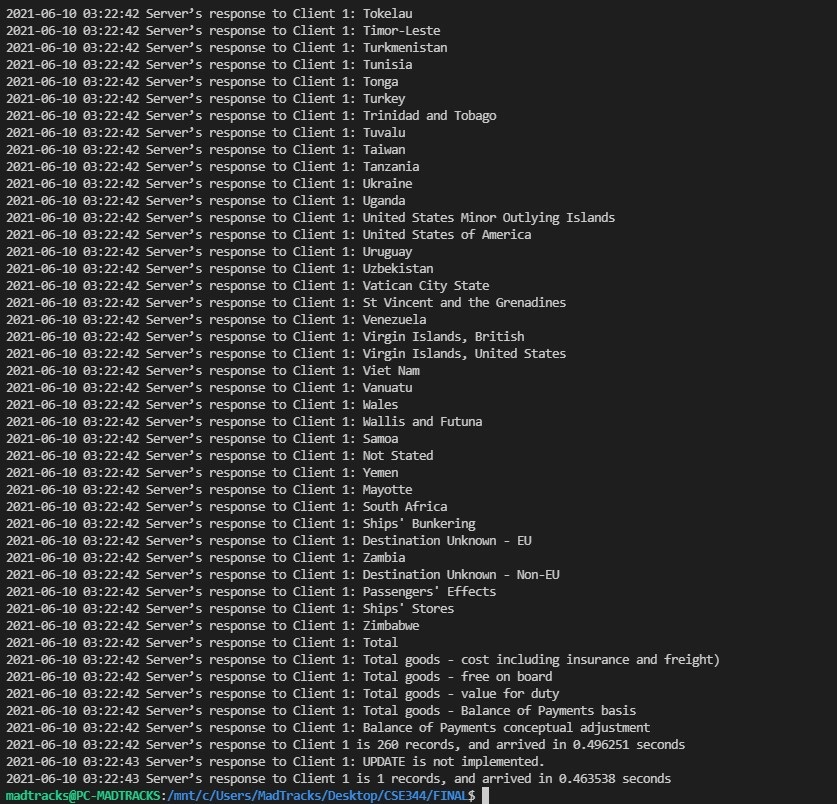 2021-06-10 03:22:42 Server’s response to Client 1: Tokelau
2021-06-10 03:22:42 Server’s response to Client 1: Timor-Leste
2021-06-10 03:22:42 Server’s response to Client 1: Turkmenistan
2021-06-10 03:22:42 Server’s response to Client 1: Tunisia
2021-06-10 03:22:42 Server’s response to Client 1: Tonga
2021-06-10 03:22:42 Server’s response to Client 1: Turkey
2021-06-10 03:22:42 Server’s response to Client 1: Trinidad and Tobago
2021-06-10 03:22:42 Server’s response to Client 1: Tuvalu
2021-06-10 03:22:42 Server’s response to Client 1: Taiwan
2021-06-10 03:22:42 Server’s response to Client 1: Tanzania
2021-06-10 03:22:42 Server’s response to Client 1: Ukraine
2021-06-10 03:22:42 Server’s response to Client 1: Uganda
2021-06-10 03:22:42 Server’s response to Client 1: United States Minor Outlying Islands
2021-06-10 03:22:42 Server’s response to Client 1: United States of America
2021-06-10 03:22:42 Server’s response to Client 1: Uruguay
2021-06-10 03:22:42 Server’s response to Client 1: Uzbekistan
2021-06-10 03:22:42 Server’s response to Client 1: Vatican City State
2021-06-10 03:22:42 Server’s response to Client 1: St Vincent and the Grenadines
2021-06-10 03:22:42 Server’s response to Client 1: Venezuela
2021-06-10 03:22:42 Server’s response to Client 1: Virgin Islands, British
2021-06-10 03:22:42 Server’s response to Client 1: Virgin Islands, United States
2021-06-10 03:22:42 Server’s response to Client 1: Viet Nam
2021-06-10 03:22:42 Server’s response to Client 1: Vanuatu
2021-06-10 03:22:42 Server’s response to Client 1: Wales
2021-06-10 03:22:42 Server’s response to Client 1: Wallis and Futuna
2021-06-10 03:22:42 Server’s response to Client 1: Samoa
2021-06-10 03:22:42 Server’s response to Client 1: Not Stated
2021-06-10 03:22:42 Server’s response to Client 1: Yemen
2021-06-10 03:22:42 Server’s response to Client 1: Mayotte
2021-06-10 03:22:42 Server’s response to Client 1: South Africa
2021-06-10 03:22:42 Server’s response to Client 1: Ships' Bunkering
2021-06-10 03:22:42 Server’s response to Client 1: Destination Unknown - EU
2021-06-10 03:22:42 Server’s response to Client 1: Zambia
2021-06-10 03:22:42 Server’s response to Client 1: Destination Unknown - Non-EU
2021-06-10 03:22:42 Server’s response to Client 1: Passengers' Effects
2021-06-10 03:22:42 Server’s response to Client 1: Ships' Stores
2021-06-10 03:22:42 Server’s response to Client 1: Zimbabwe
2021-06-10 03:22:42 Server’s response to Client 1: Total
2021-06-10 03:22:42 Server’s response to Client 1: Total goods - cost including insurance and freight)
2021-06-10 03:22:42 Server’s response to Client 1: Total goods - free on board
2021-06-10 03:22:42 Server’s response to Client 1: Total goods - value for duty
2021-06-10 03:22:42 Server’s response to Client 1: Total goods - Balance of Payments basis
2021-06-10 03:22:42 Server’s response to Client 1: Balance of Payments conceptual adjustment
2021-06-10 03:22:42 Server’s response to Client 1 is 260 records, and arrived in 0.496251 seconds
2021-06-10 03:22:43 Server’s response to Client 1: UPDATE is not implemented.
2021-06-10 03:22:43 Server’s response to Client 1 is 1 records, and arrived in 0.463538 seconds
madtracks@PC-MADTRACKS:/mnt/c/Users/MadTracks/Desktop/CSE344/FINAL$